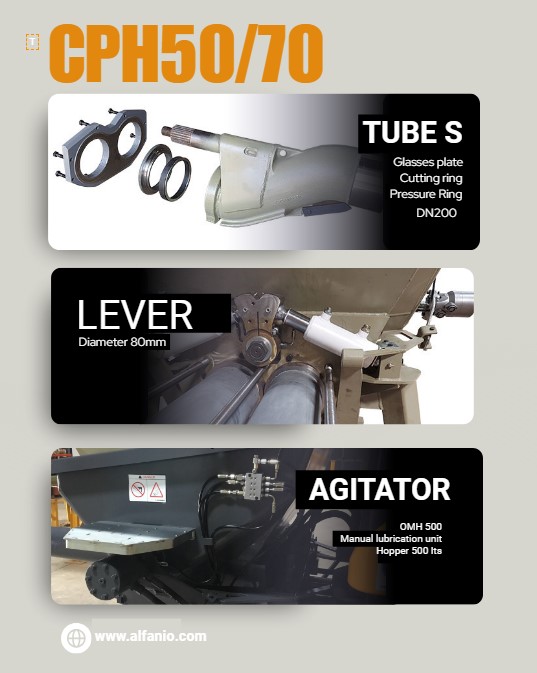 CPH50/70
TUBE S
Glasses plate
Cutting ring
Pressure Ring
DN200
LEVER
Diameter 80mm
AGITATOR
OMH 500
Manual lubrication unit
Hopper 500 lts
www.alfanio.com